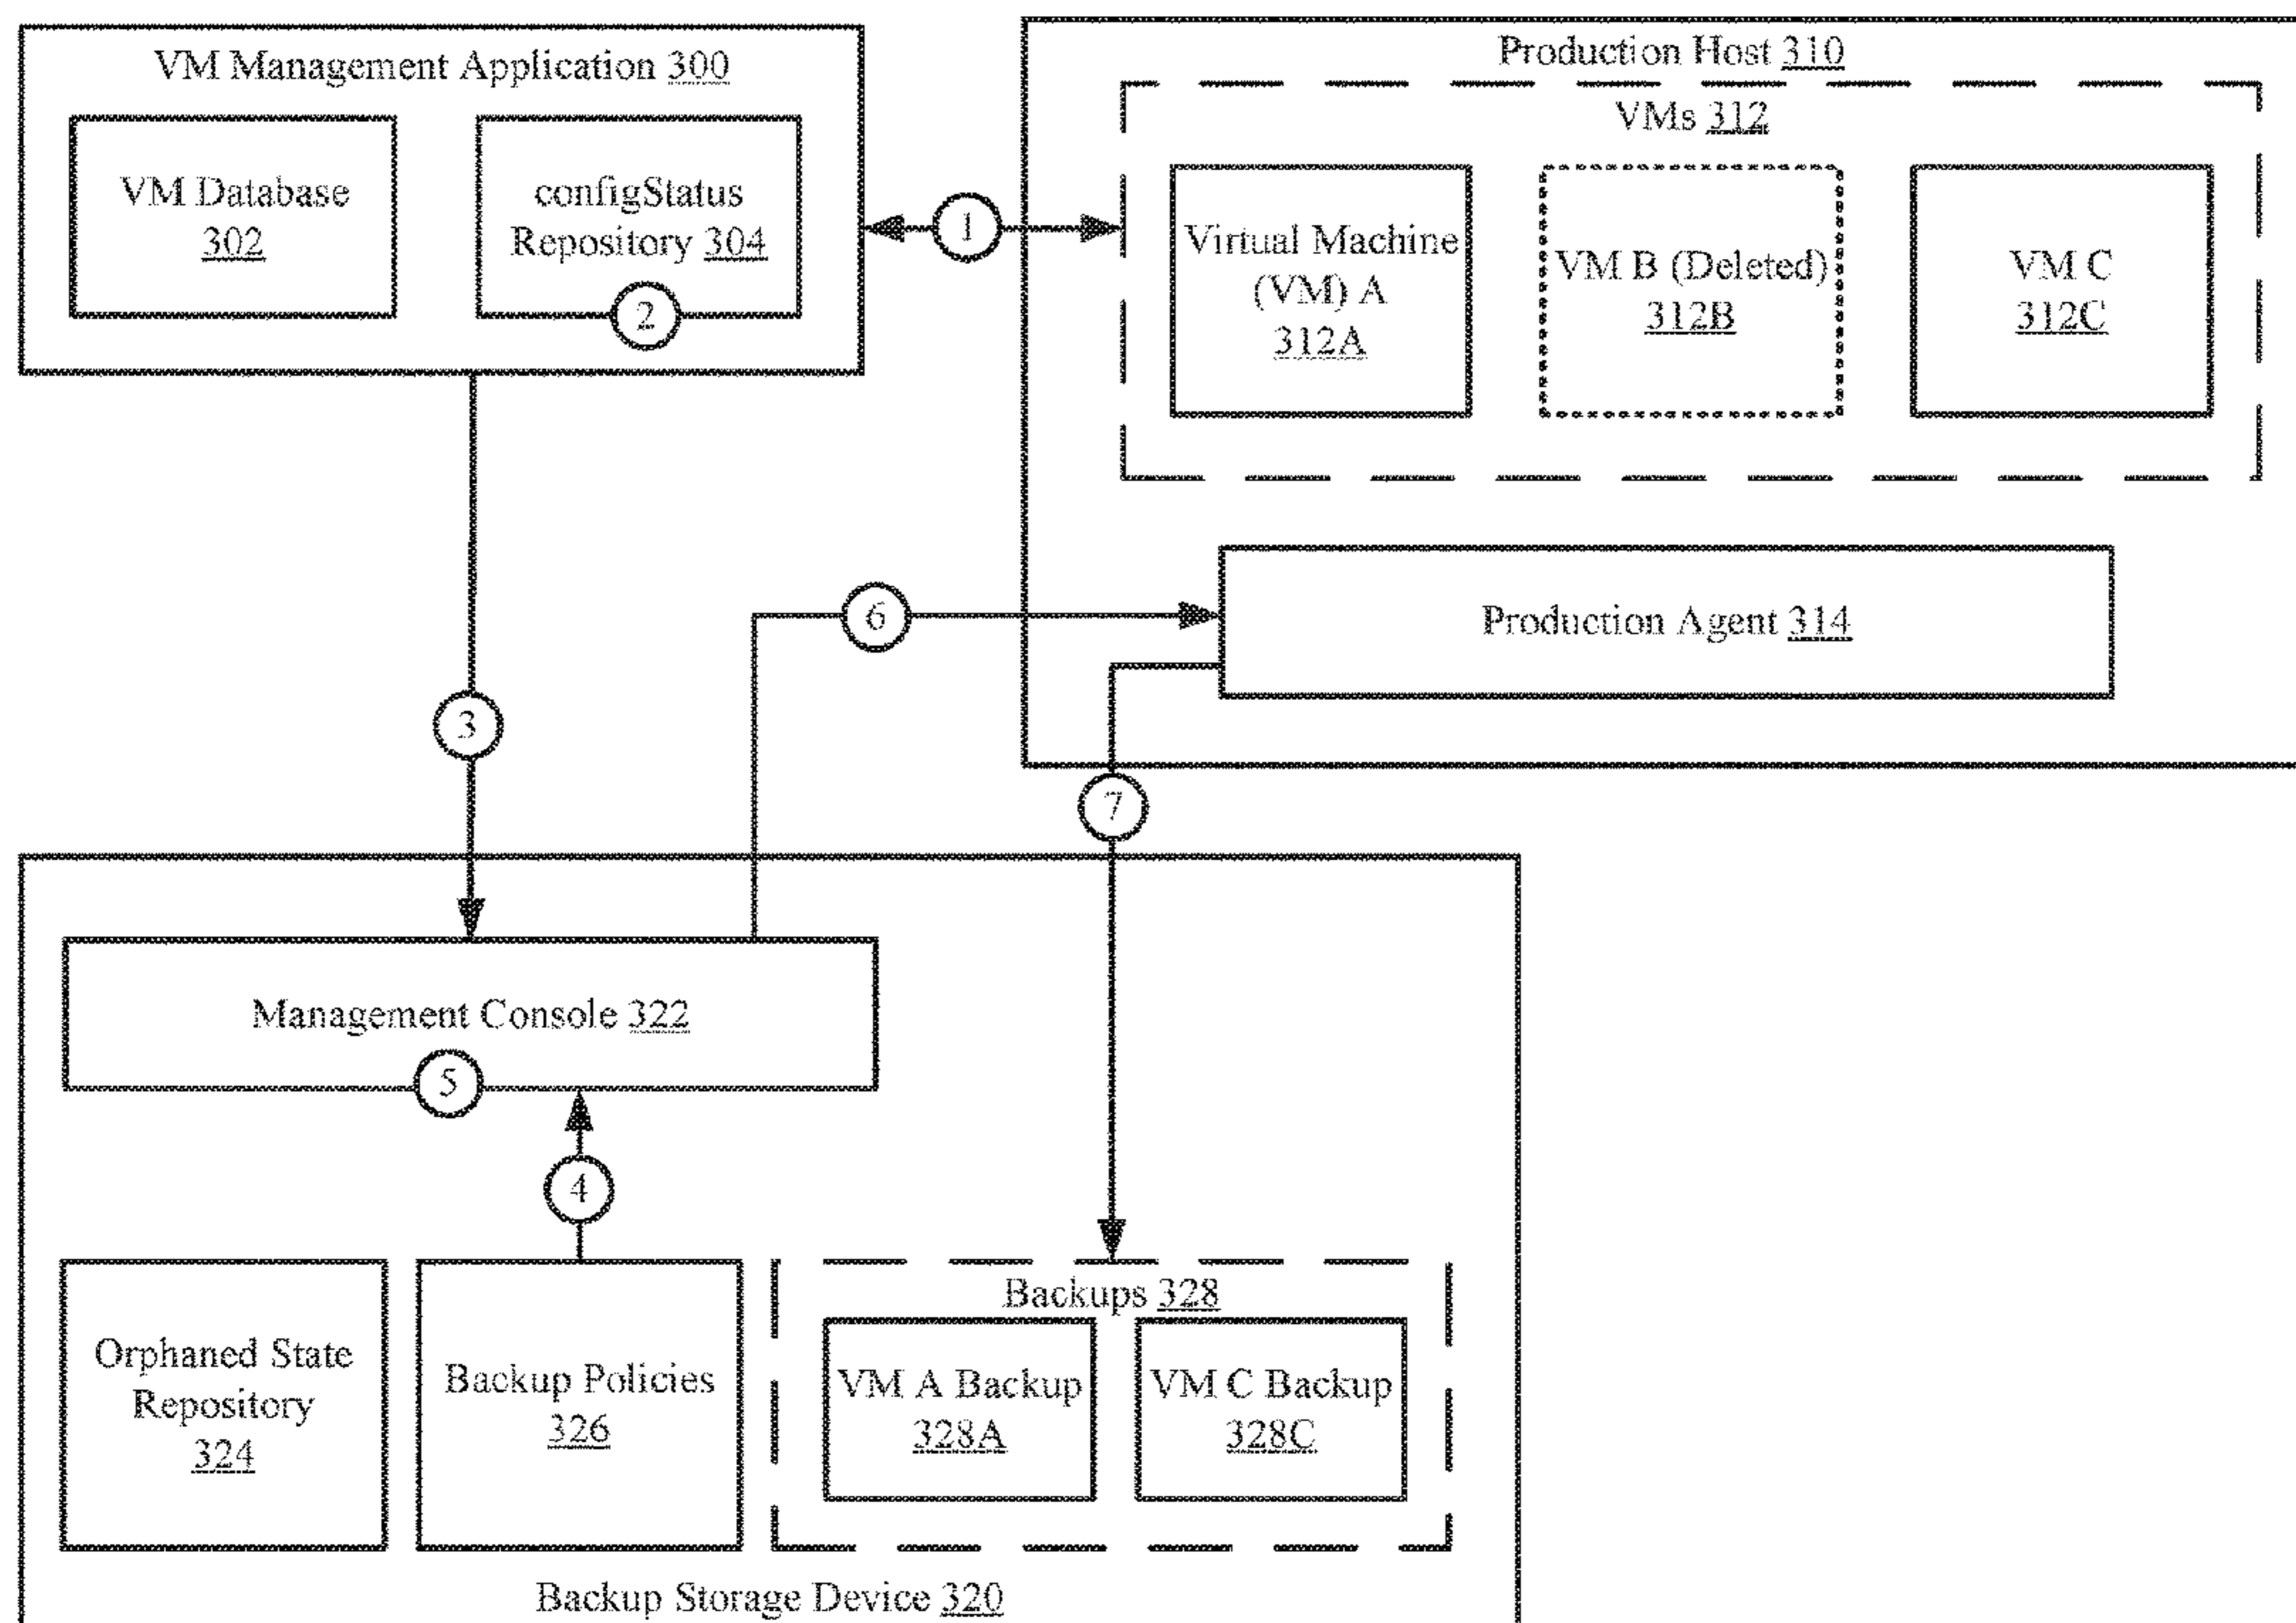 VM Management Application 300
VM Database
302
configStatus
Repository 304
2
1
Production Host 310
VMs 312
Virtual Machine
(VM) A
312A
VM B (Deleted)
312B
VM C
312C
6
Production Agent 314
3
7
Management Console 322
5
4
Orphaned State
Repository
324
Backup Policies
326
Backups 328
VM A Backup
328A
VM C Backup
328C
Backup Storage Device 320